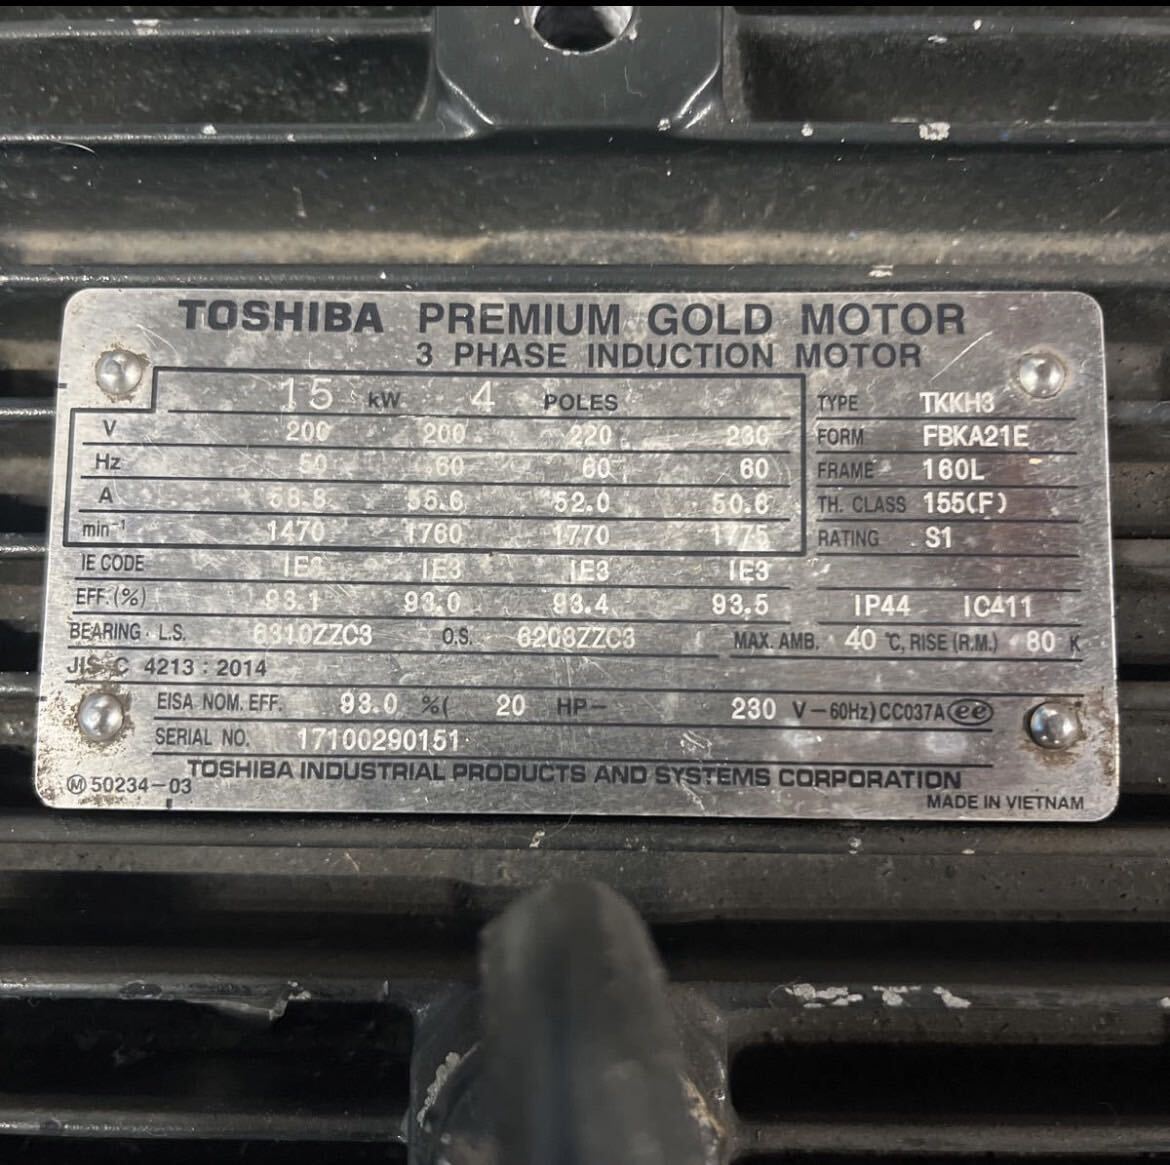 TOSHIBA PREMIUM GOLD MOTOR
3 PHASE INDUCTION MOTOR
15 kW 4 POLES
V 200 200 220 230
Hz 50 60 60 60
A 55.6 52.0 50.6
min⁻¹ 1470 1760 1770 1775
IE CODE IE3 IE3 IE3 IE3
EFF.(%) 93.1 93.0 93.4 93.5
TYPE TKKH3
FORM FBKA21E
FRAME 160L
TH. CLASS 155(F)
RATING S1
IP44 IC411
BEARING L.S. 6310ZZC3 O.S. 6208ZZC3 MAX. AMB. 40 °C, RISE (R.M.) 80 K
JIS C 4213 : 2014
EISA NOM. EFF. 93.0 %( 20 HP- 230 V-60Hz) CC037A ee
SERIAL NO. 17100290151
TOSHIBA INDUSTRIAL PRODUCTS AND SYSTEMS CORPORATION
Ⓜ 50234-03
MADE IN VIETNAM